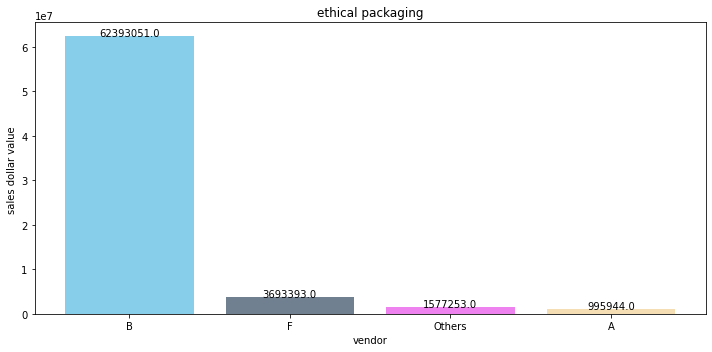 ethical packaging
1e7
62393051.0
6
5
4
3
2
1
0
sales dollar value
3693393.0
1577253.0
995944.0
B F Others A
vendor